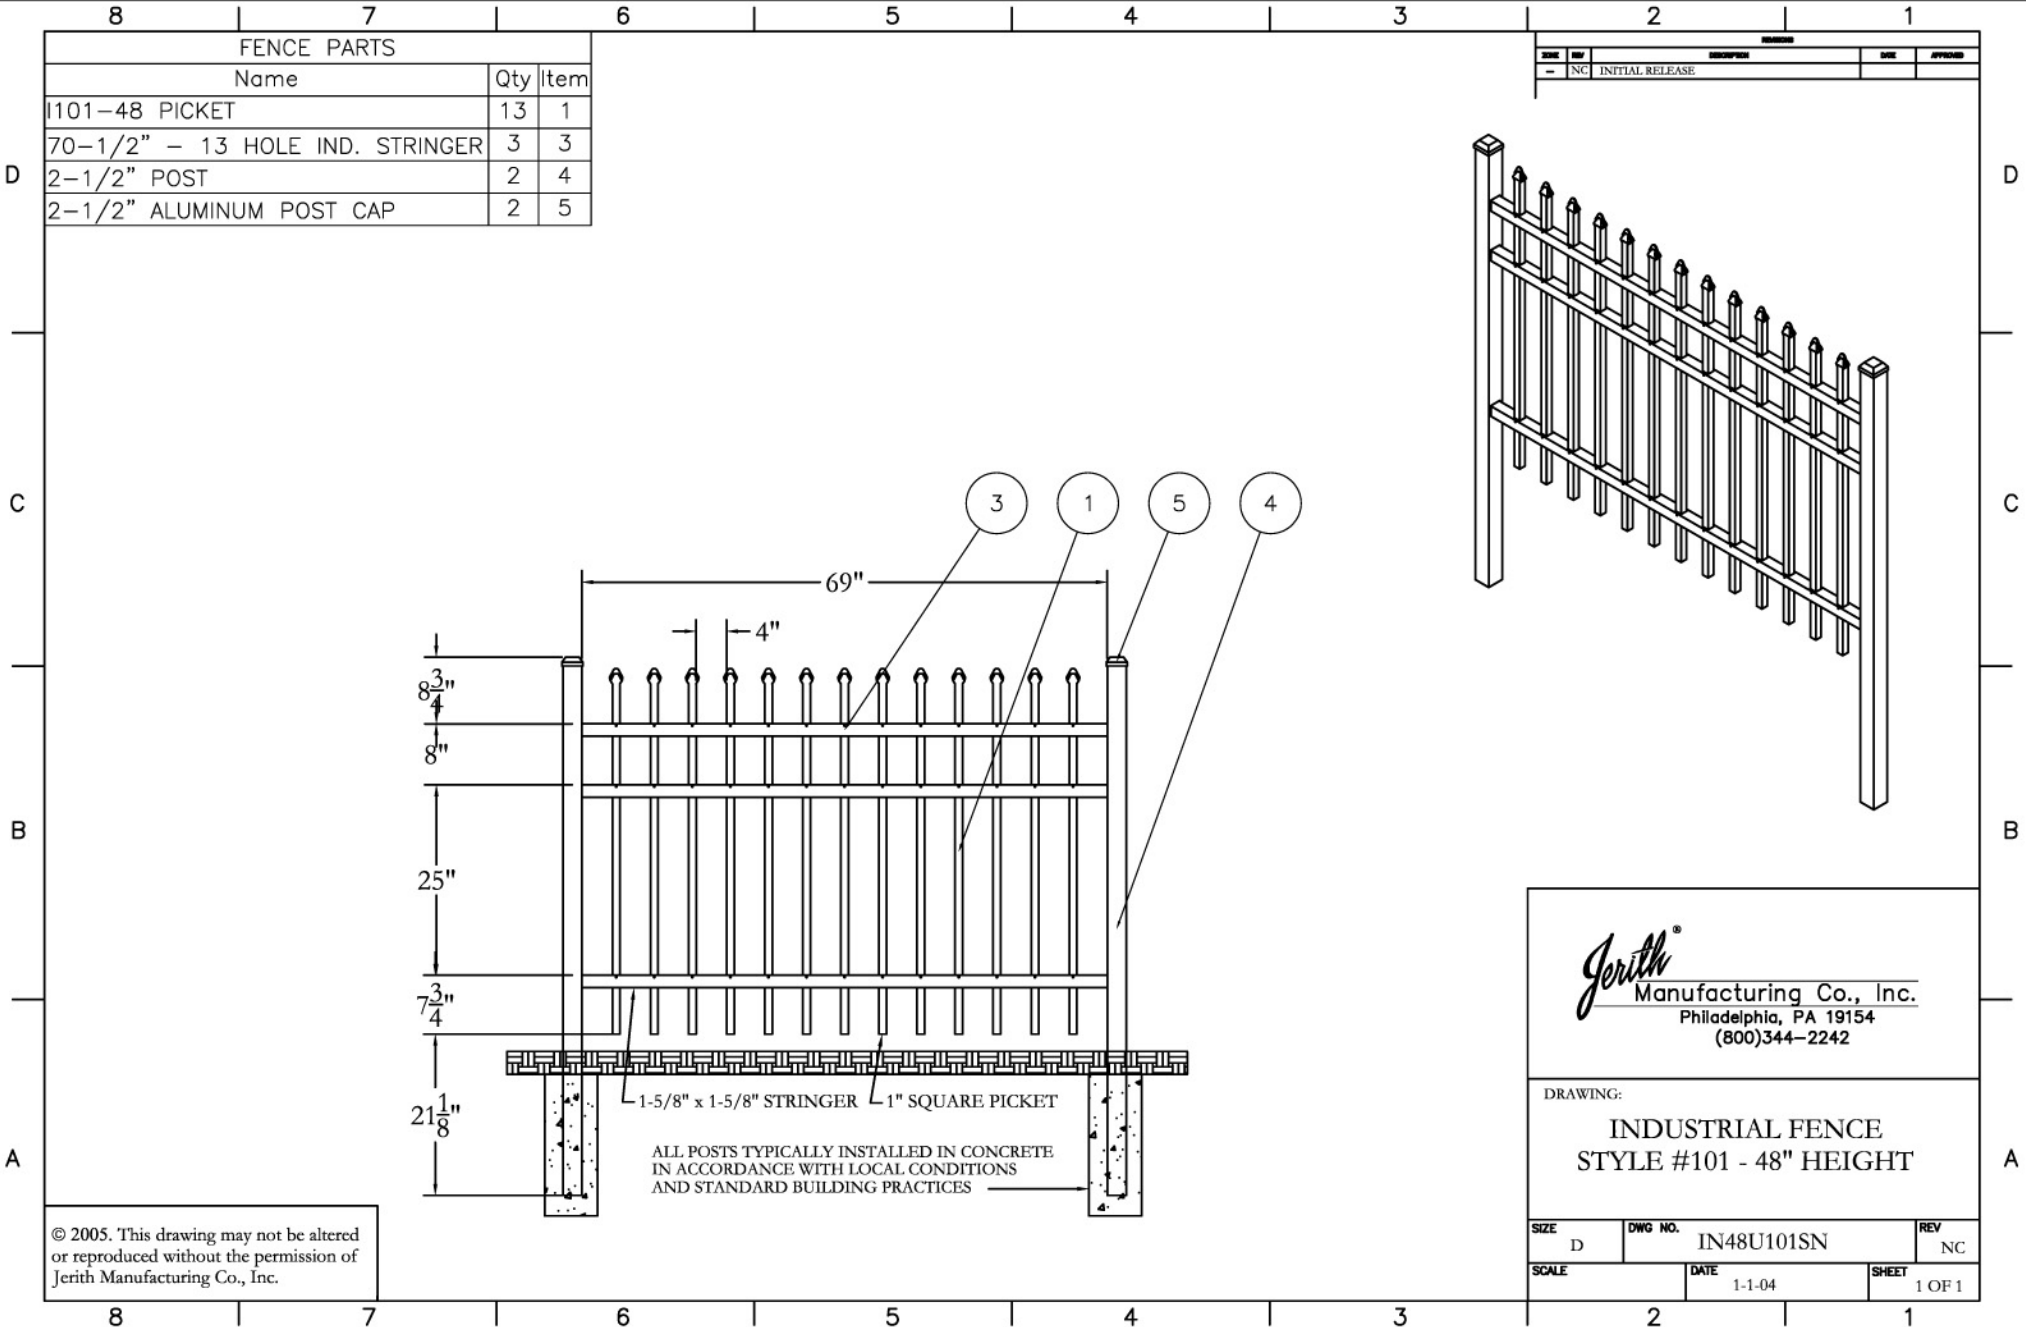 8 7 6 5 4 3 2 1
FENCE PARTS
Name Qty Item
I101-48 PICKET 13 1
70-1/2" - 13 HOLE IND. STRINGER 3 3
2-1/2" POST 2 4
2-1/2" ALUMINUM POST CAP 2 5
REVISIONS
ZONE REV DESCRIPTION DATE APPROVED
- NC INITIAL RELEASE
D D
C C
B B
A A
3 1 5 4
69"
4"
8 3/4"
8"
25"
7 3/4"
21 1/8"
1-5/8" x 1-5/8" STRINGER
1" SQUARE PICKET
ALL POSTS TYPICALLY INSTALLED IN CONCRETE
IN ACCORDANCE WITH LOCAL CONDITIONS
AND STANDARD BUILDING PRACTICES
Jerith®
Manufacturing Co., Inc.
Philadelphia, PA 19154
(800)344-2242
DRAWING:
INDUSTRIAL FENCE
STYLE #101 - 48" HEIGHT
SIZE D DWG NO. IN48U101SN REV NC
SCALE DATE 1-1-04 SHEET 1 OF 1
© 2005. This drawing may not be altered
or reproduced without the permission of
Jerith Manufacturing Co., Inc.
8 7 6 5 4 3 2 1